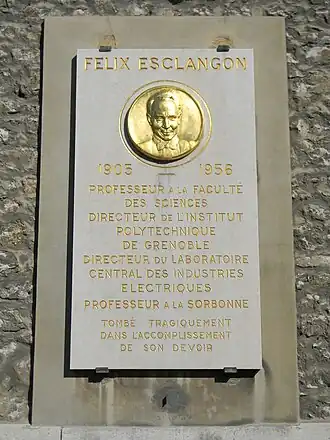 FELIX ESCLANGON
1905 1956
PROFESSEUR A LA FACULTÉ
DES SCIENCES
DIRECTEUR DE L'INSTITUT
POLYTECHNIQUE
DE GRENOBLE
DIRECTEUR DU LABORATOIRE
CENTRAL DES INDUSTRIES
ELECTRIQUES
PROFESSEUR A LA SORBONNE
TOMBÉ TRAGIQUEMENT
DANS L'ACCOMPLISSEMENT
DE SON DEVOIR